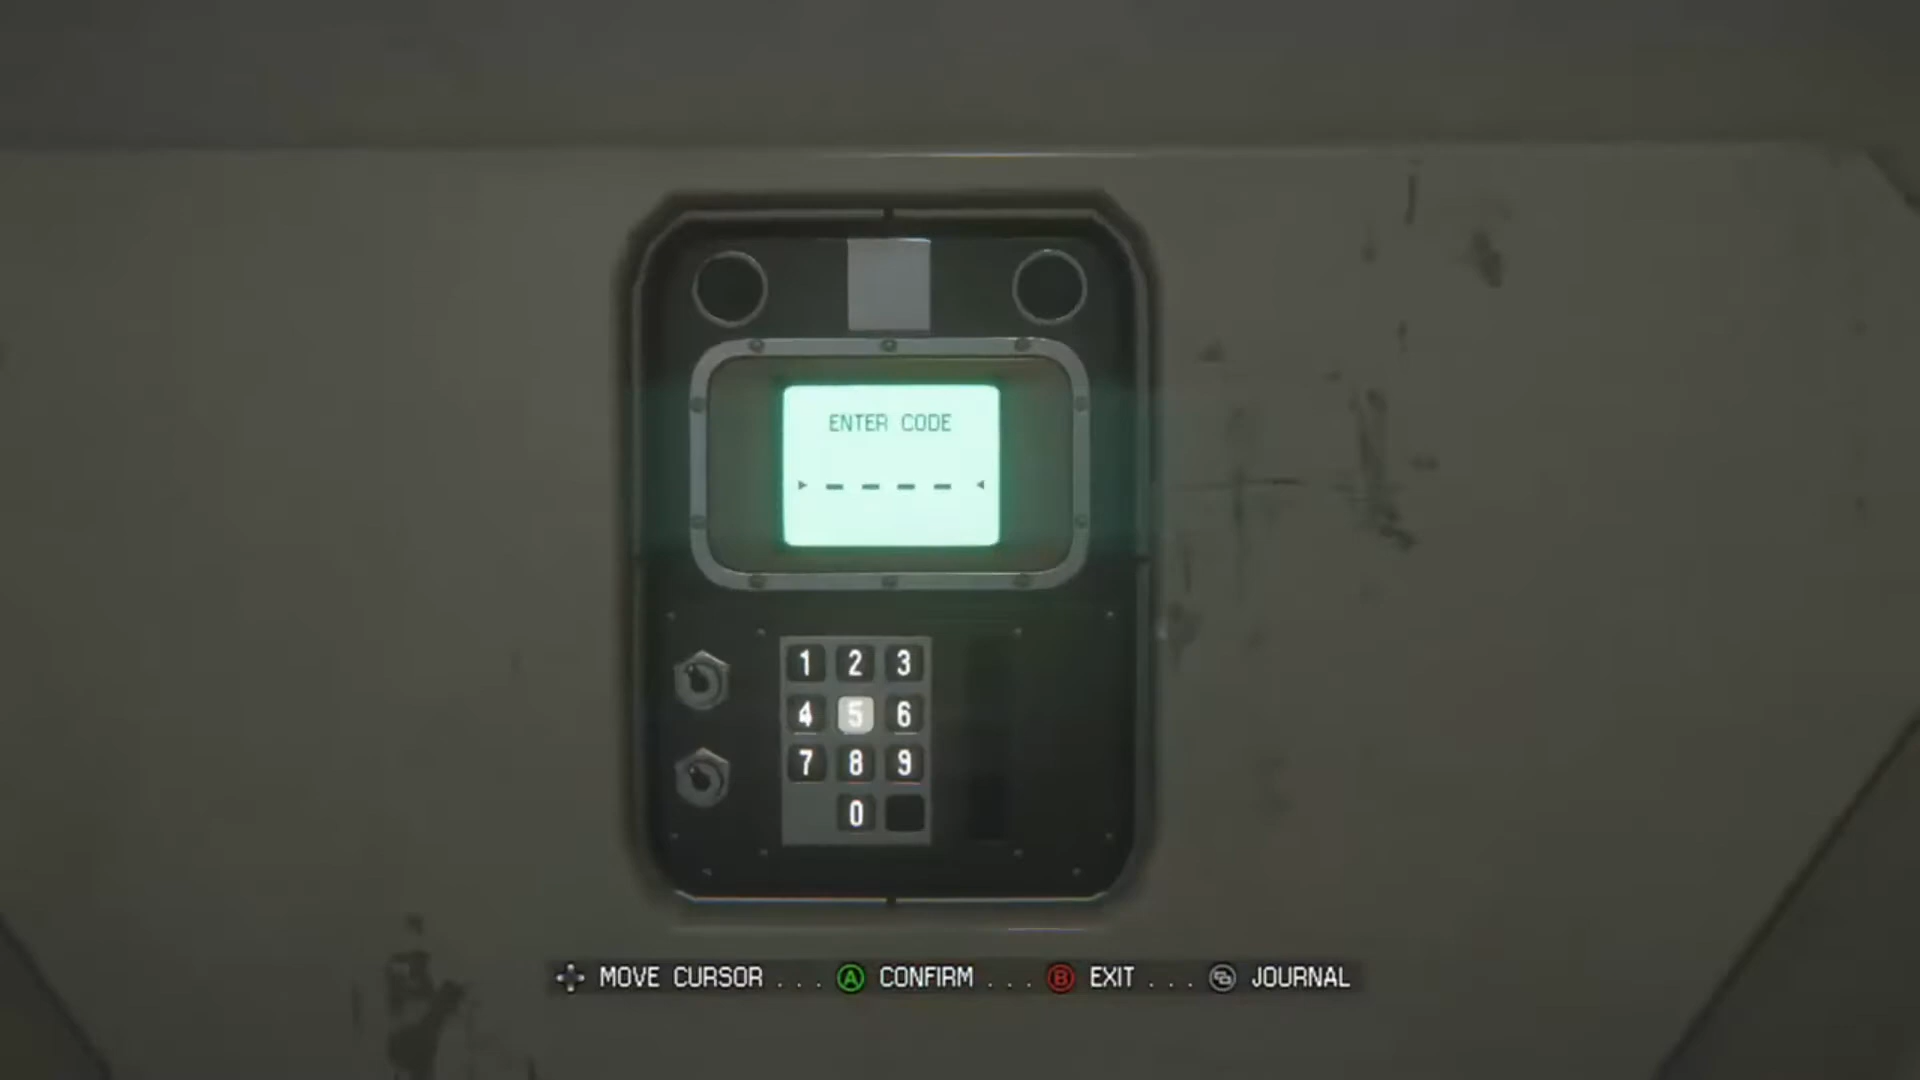 ENTER CODE
1 2 3
4 5 6
7 8 9
0
MOVE CURSOR . . . A CONFIRM . . . B EXIT . . . JOURNAL